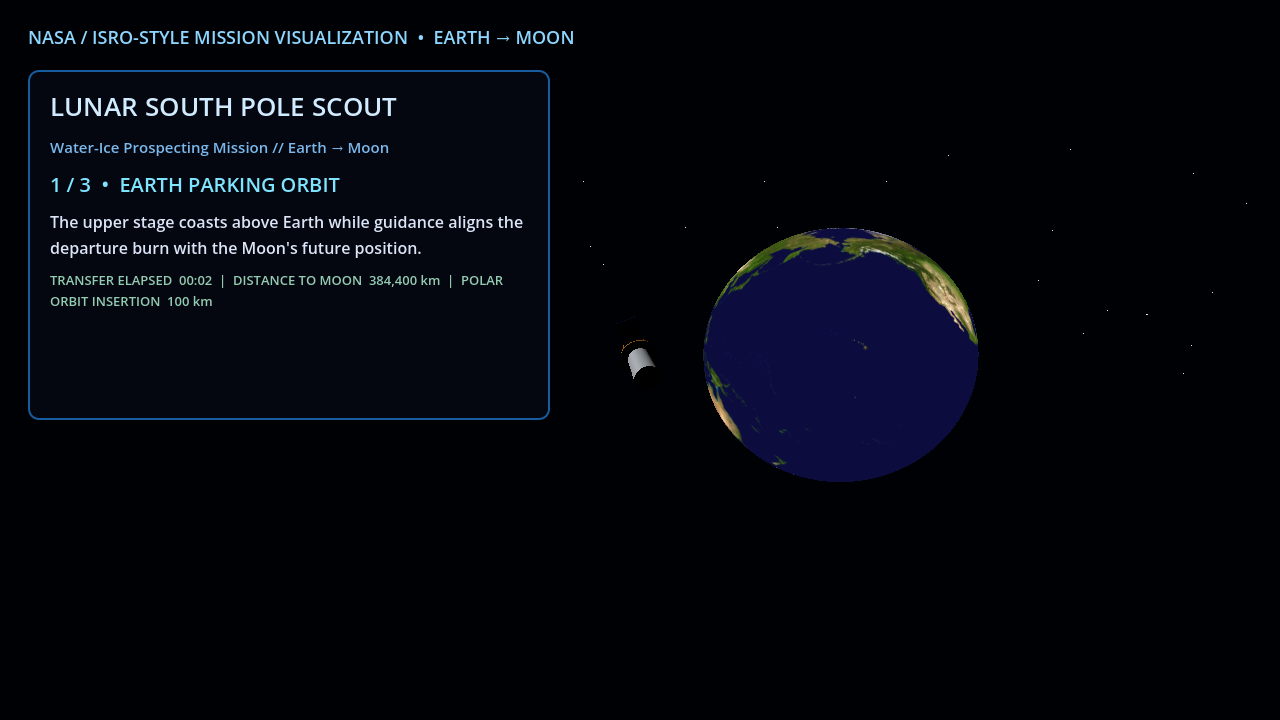 NASA / ISRO-STYLE MISSION VISUALIZATION • EARTH → MOON
LUNAR SOUTH POLE SCOUT
Water-Ice Prospecting Mission // Earth → Moon
1 / 3 • EARTH PARKING ORBIT
The upper stage coasts above Earth while guidance aligns the
departure burn with the Moon's future position.
TRANSFER ELAPSED 00:02 | DISTANCE TO MOON 384,400 km | POLAR
ORBIT INSERTION 100 km